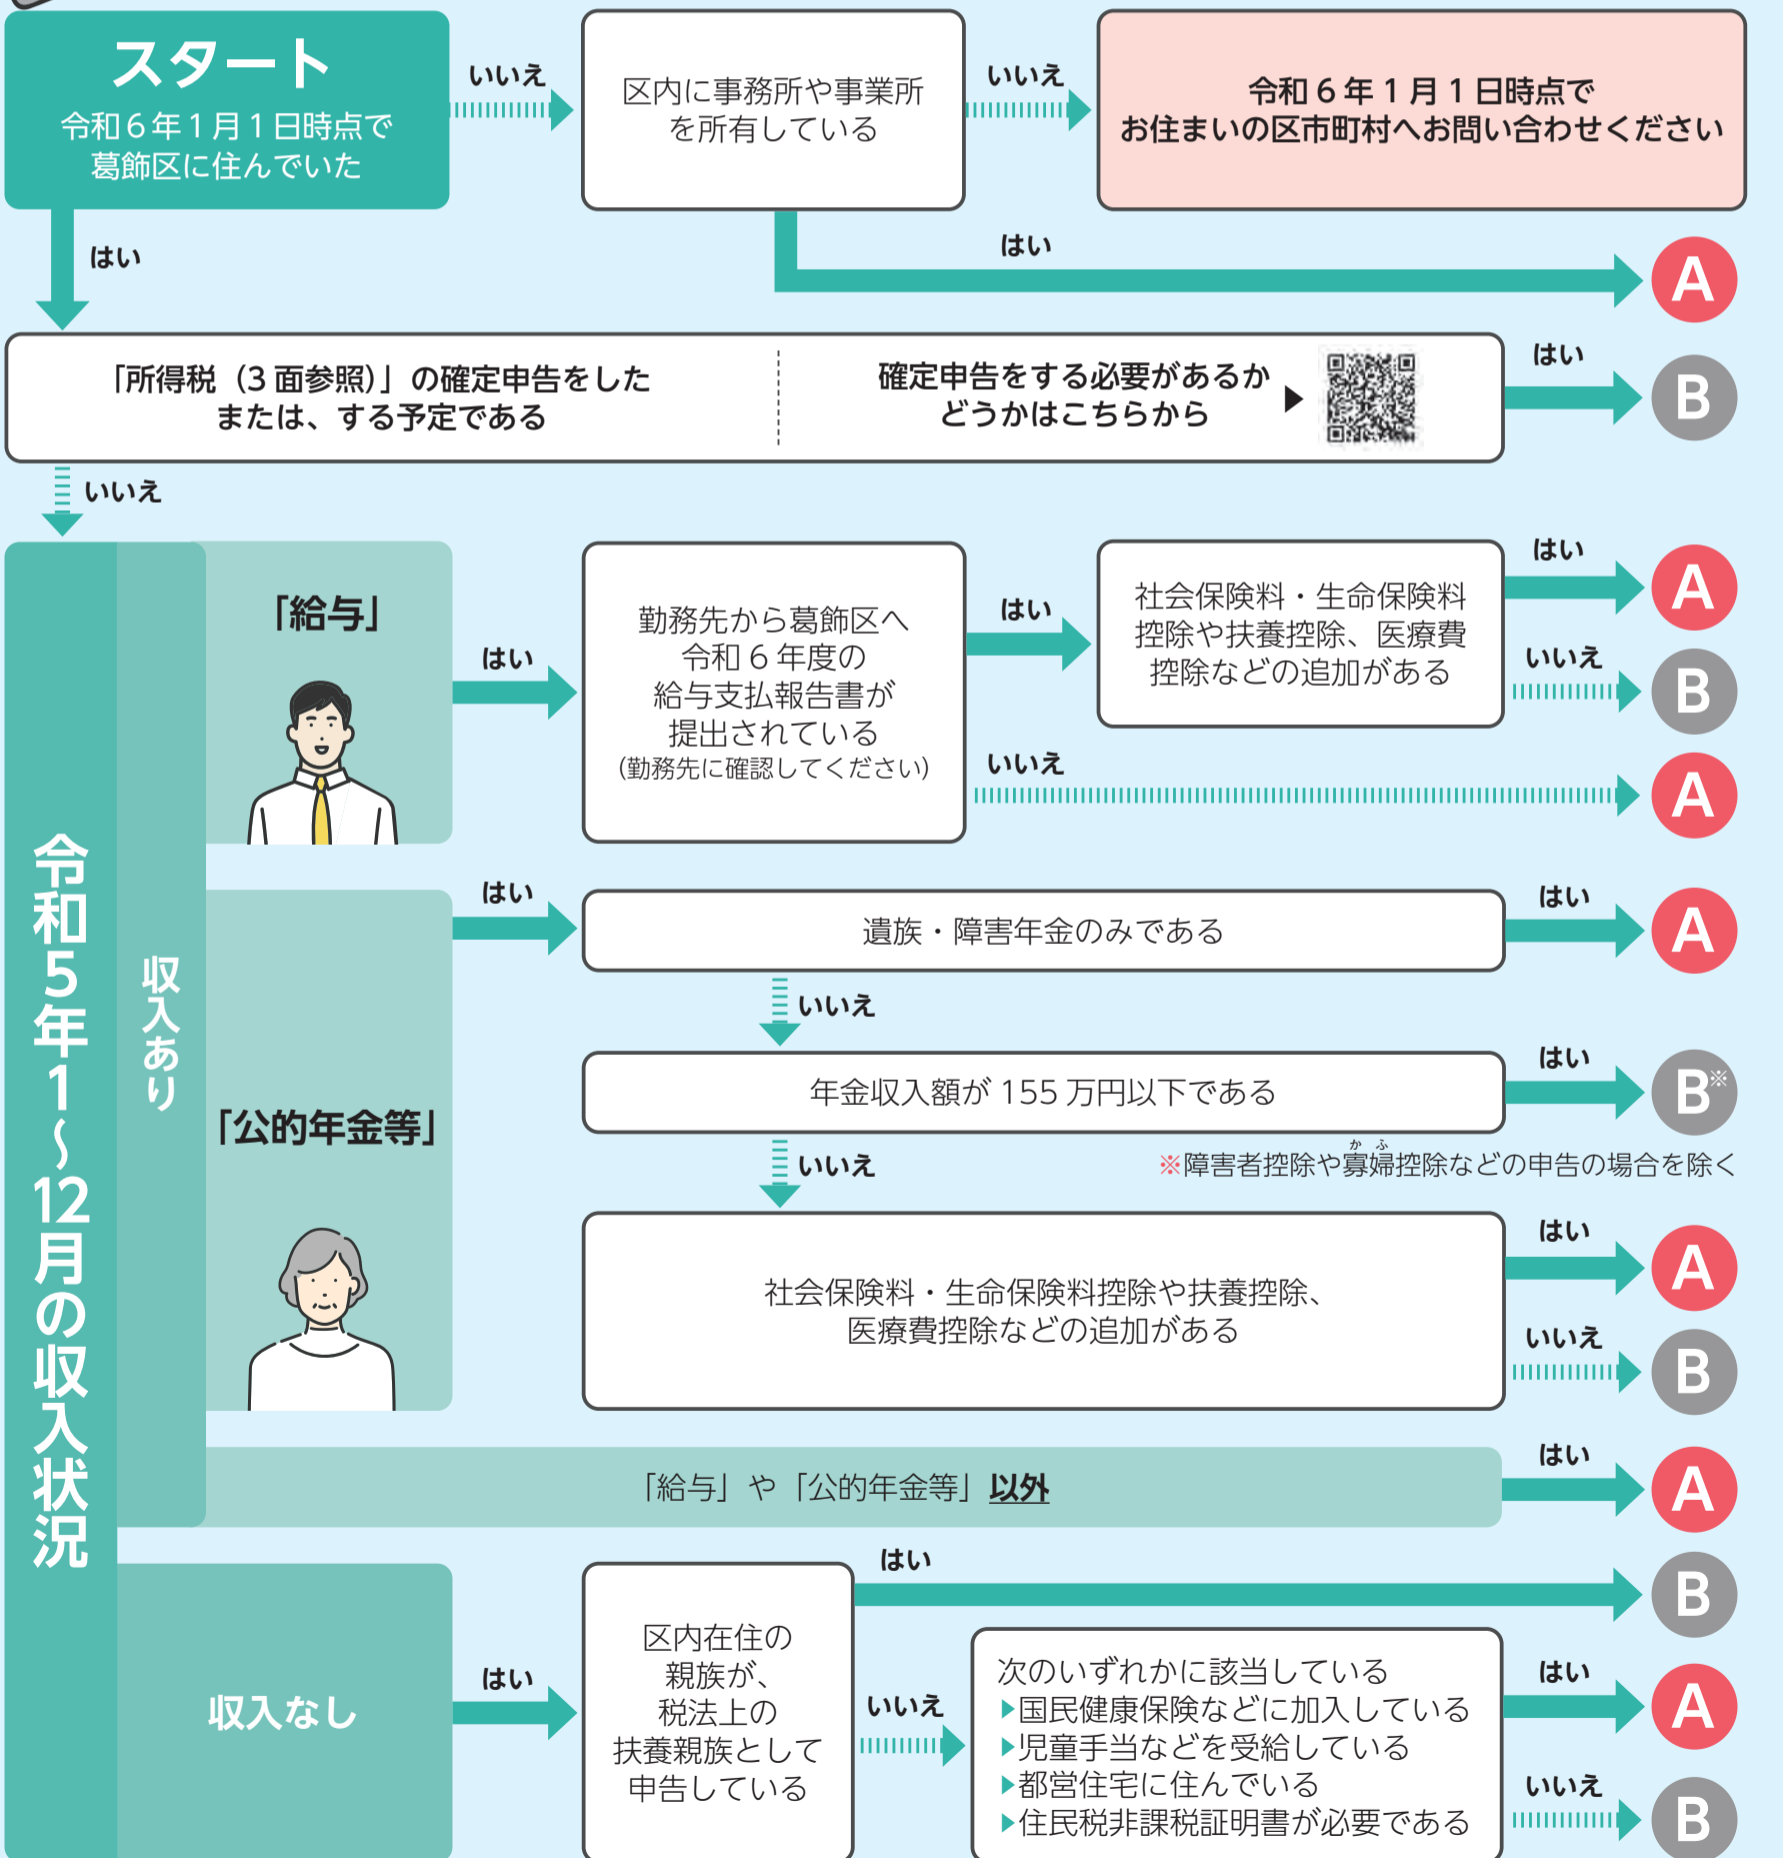 スタート
令和6年1月1日時点で
葛飾区に住んでいた
いいえ
区内に事務所や事業所
を所有している
いいえ
令和6年1月1日時点で
お住まいの区市町村へお問い合わせください
はい
はい
A
「所得税（3面参照）」の確定申告をした
または、する予定である
確定申告をする必要があるか
どうかはこちらから ▶
はい
B
いいえ
令和5年1～12月の収入状況
収入あり
「給与」
はい
勤務先から葛飾区へ
令和6年度の
給与支払報告書が
提出されている
（勤務先に確認してください）
はい
社会保険料・生命保険料
控除や扶養控除、医療費
控除などの追加がある
はい
A
いいえ
B
いいえ
A
「公的年金等」
はい
遺族・障害年金のみである
はい
A
いいえ
年金収入額が155万円以下である
はい
B※
※障害者控除や寡婦控除などの申告の場合を除く
かふ
いいえ
社会保険料・生命保険料控除や扶養控除、
医療費控除などの追加がある
はい
A
いいえ
B
「給与」や「公的年金等」以外
はい
A
収入なし
はい
区内在住の
親族が、
税法上の
扶養親族として
申告している
はい
B
いいえ
次のいずれかに該当している
▶国民健康保険などに加入している
▶児童手当などを受給している
▶都営住宅に住んでいる
▶住民税非課税証明書が必要である
はい
A
いいえ
B